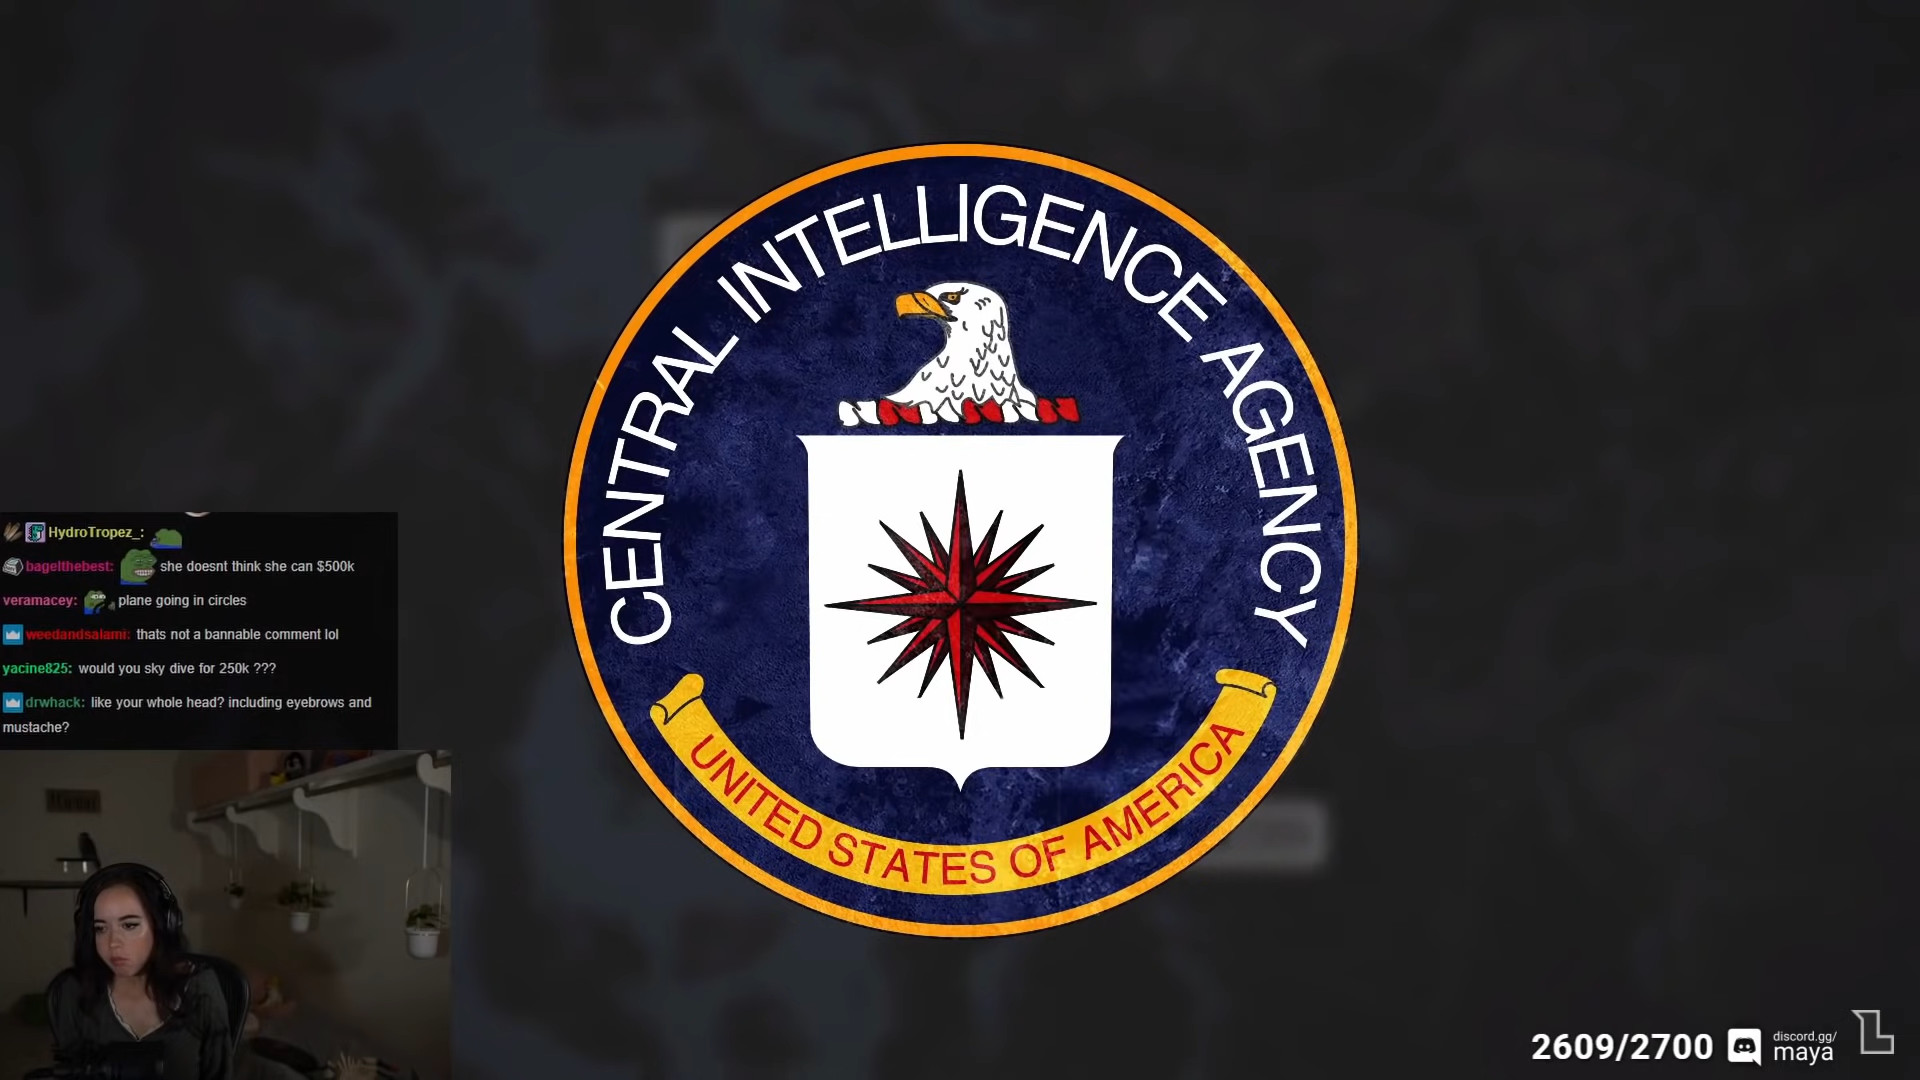 CENTRAL INTELLIGENCE AGENCY
UNITED STATES OF AMERICA
HydroTropez_:
bagelthebest: she doesnt think she can $500k
veramacey: plane going in circles
weedandsalami: thats not a bannable comment lol
yacine825: would you sky dive for 250k ???
drwhack: like your whole head? including eyebrows and
mustache?
2609/2700
discord.gg/
maya